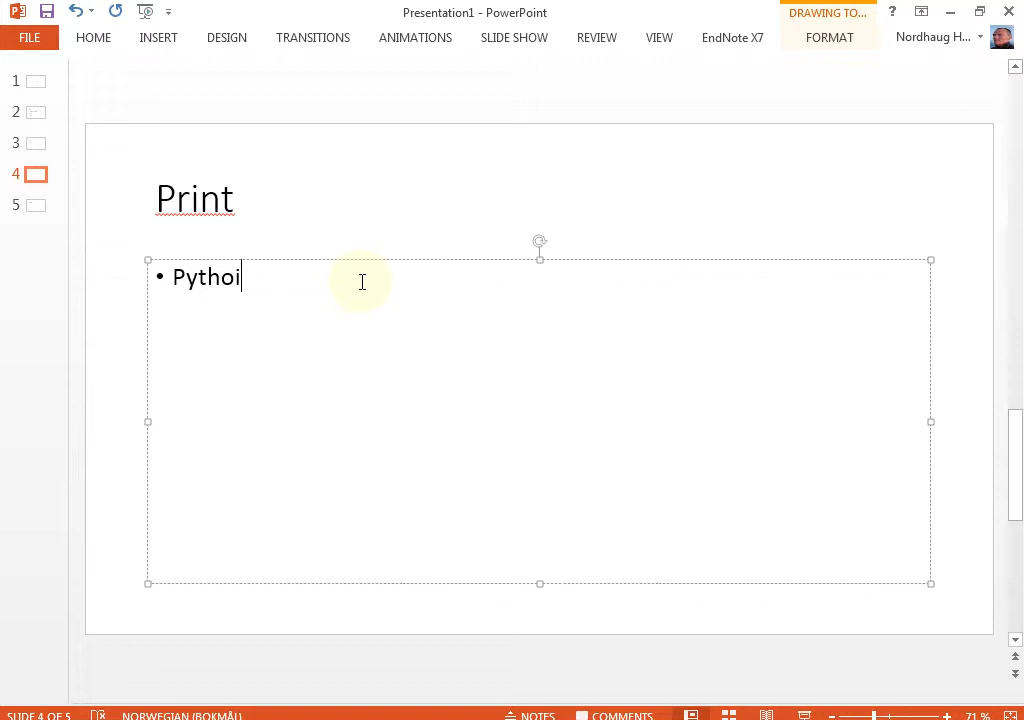 Presentation1 - PowerPoint
DRAWING TO...
?
FILE
HOME
INSERT
DESIGN
TRANSITIONS
ANIMATIONS
SLIDE SHOW
REVIEW
VIEW
EndNote X7
FORMAT
Nordhaug H...
1
2
3
4
5
Print
• Pythoi
SLIDE 4 OF 5
NORWEGIAN (BOKMÅL)
NOTES
COMMENTS
71 %